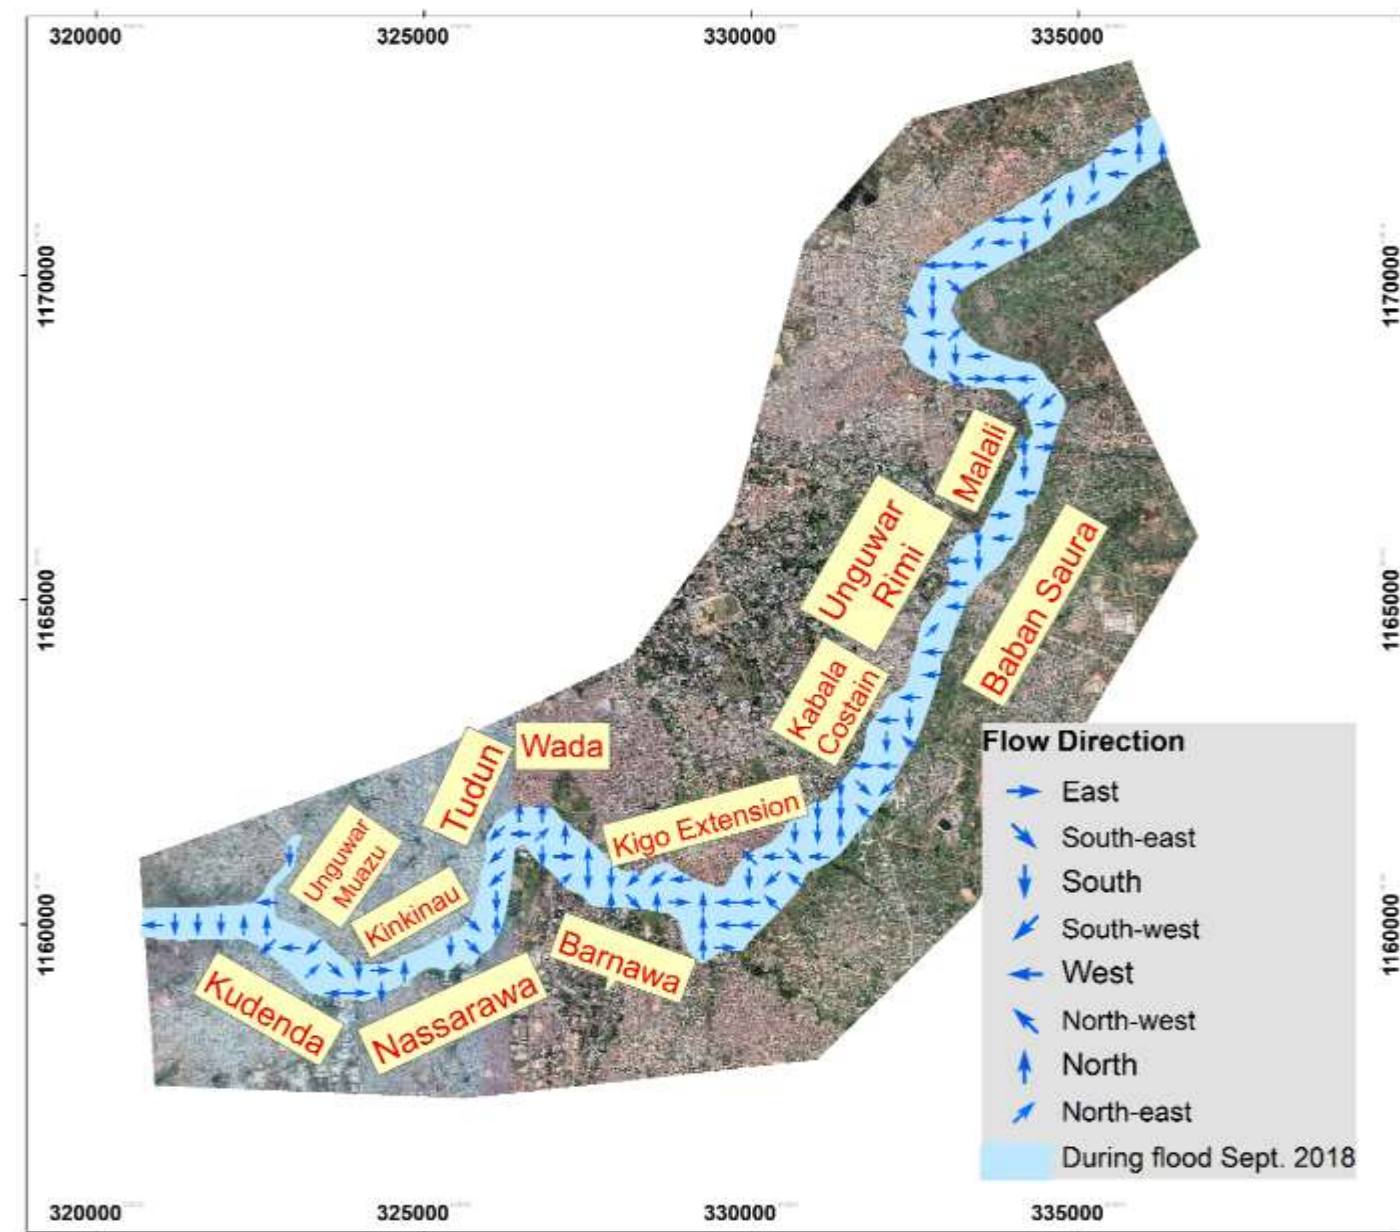 320000 325000 330000 335000
1170000
1170000
1165000
1165000
1160000
1160000
Malali
Unguwar
Rimi
Baban Saura
Kabala
Costain
Wada
Tudun
Kigo Extension
Unguwar
Muazu
Kinkinau
Barnawa
Kudenda
Nassarawa
Flow Direction
East
South-east
South
South-west
West
North-west
North
North-east
During flood Sept. 2018
320000 325000 330000 335000